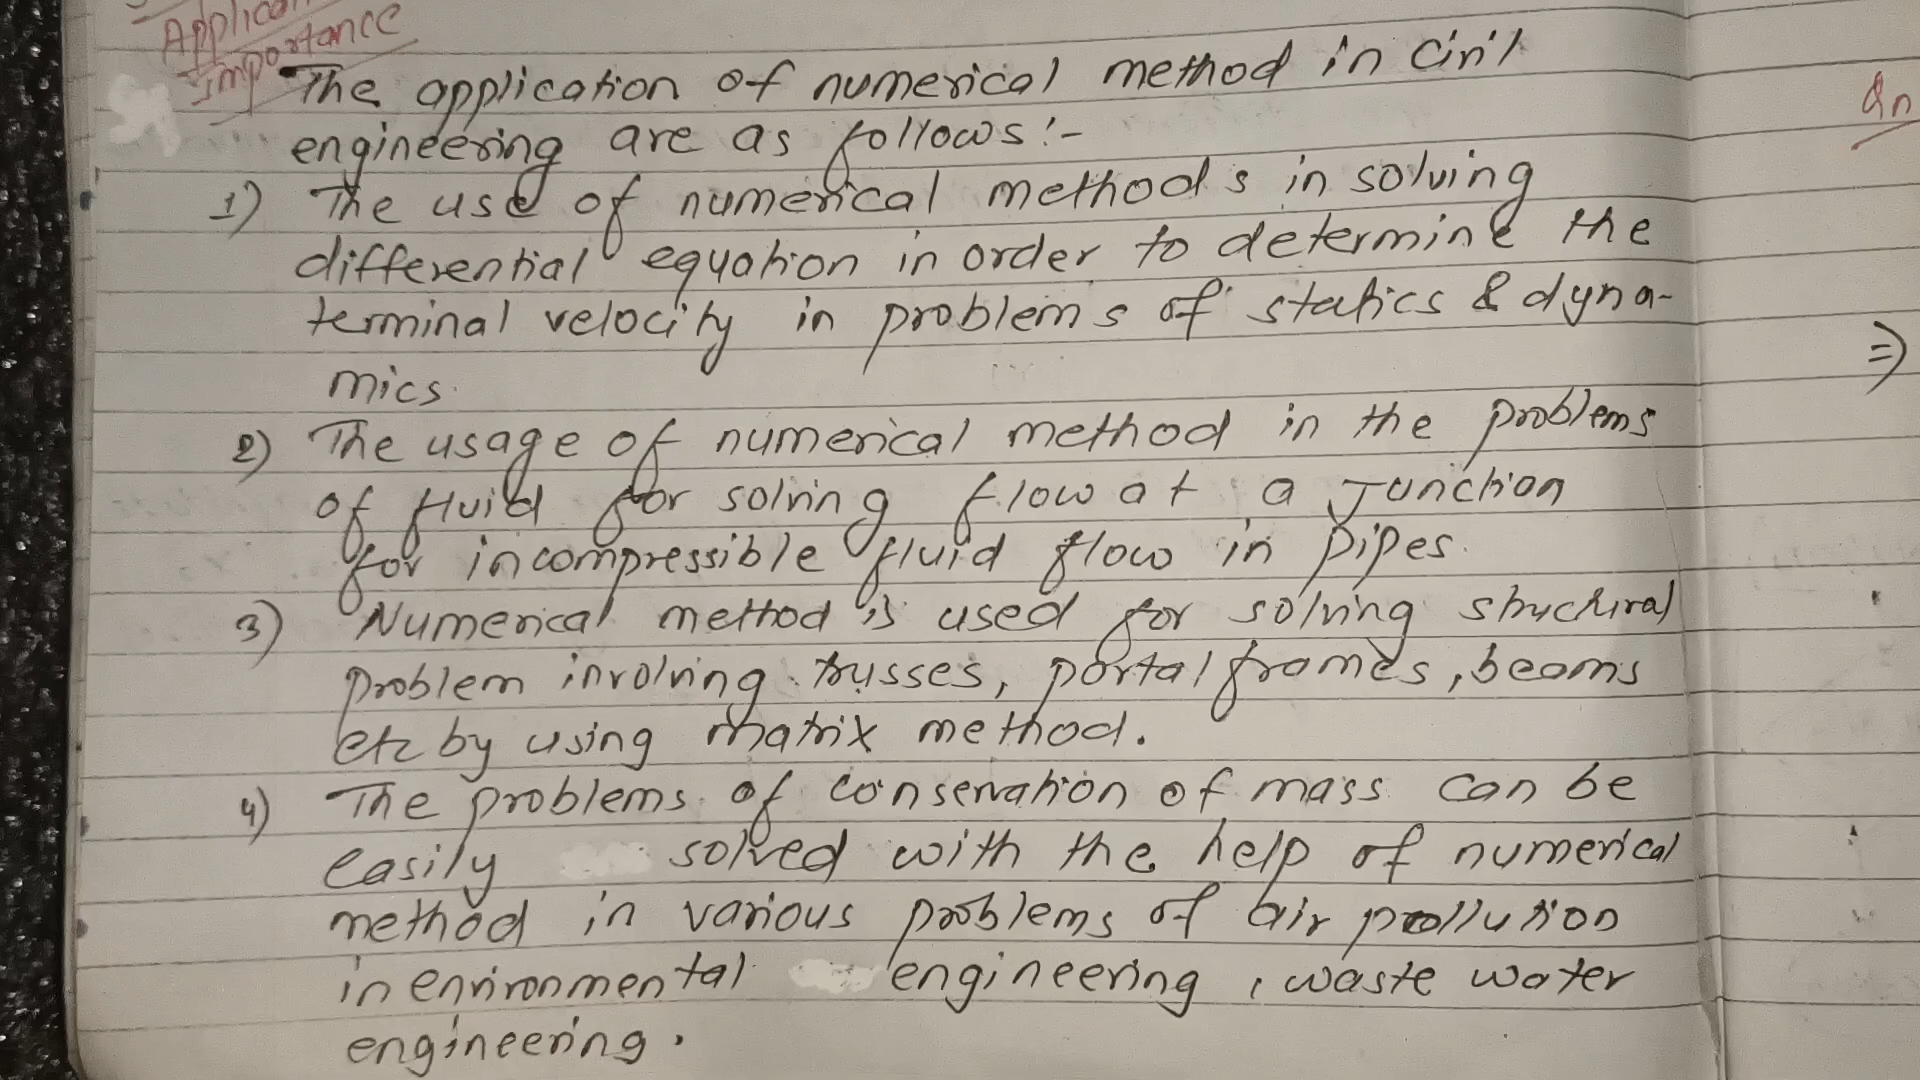 Importance
The application of numerical method in Civil
engineering are as follows:-
1) The use of numerical methods in solving
differential equation in order to determine the
terminal velocity in problems of statics & dyna-
mics.
2) The usage of numerical method in the problems
of fluid for solving flow at a Junction
for incompressible fluid flow in pipes.
3) Numerical method is used for solving structural
problem involving trusses, portal frames, beams
etc by using matrix method.
4) The problems of conservation of mass can be
easily solved with the help of numerical
method in various problems of air pollution
in environmental engineering, waste water
engineering.
Qn
=)